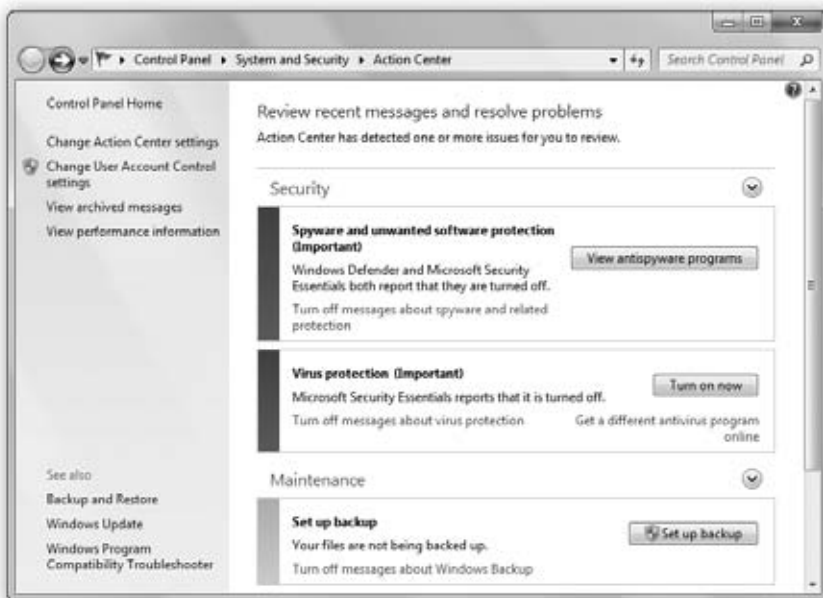 Control Panel ▸ System and Security ▸ Action Center
Search Control Panel
Control Panel Home
Change Action Center settings
Change User Account Control
settings
View archived messages
View performance information
See also
Backup and Restore
Windows Update
Windows Program
Compatibility Troubleshooter
Review recent messages and resolve problems
Action Center has detected one or more issues for you to review.
Security
Spyware and unwanted software protection
(Important)
Windows Defender and Microsoft Security
Essentials both report that they are turned off.
View antispyware programs
Turn off messages about spyware and related
protection
Virus protection (Important)
Microsoft Security Essentials reports that it is turned off.
Turn on now
Turn off messages about virus protection
Get a different antivirus program
online
Maintenance
Set up backup
Your files are not being backed up.
Set up backup
Turn off messages about Windows Backup